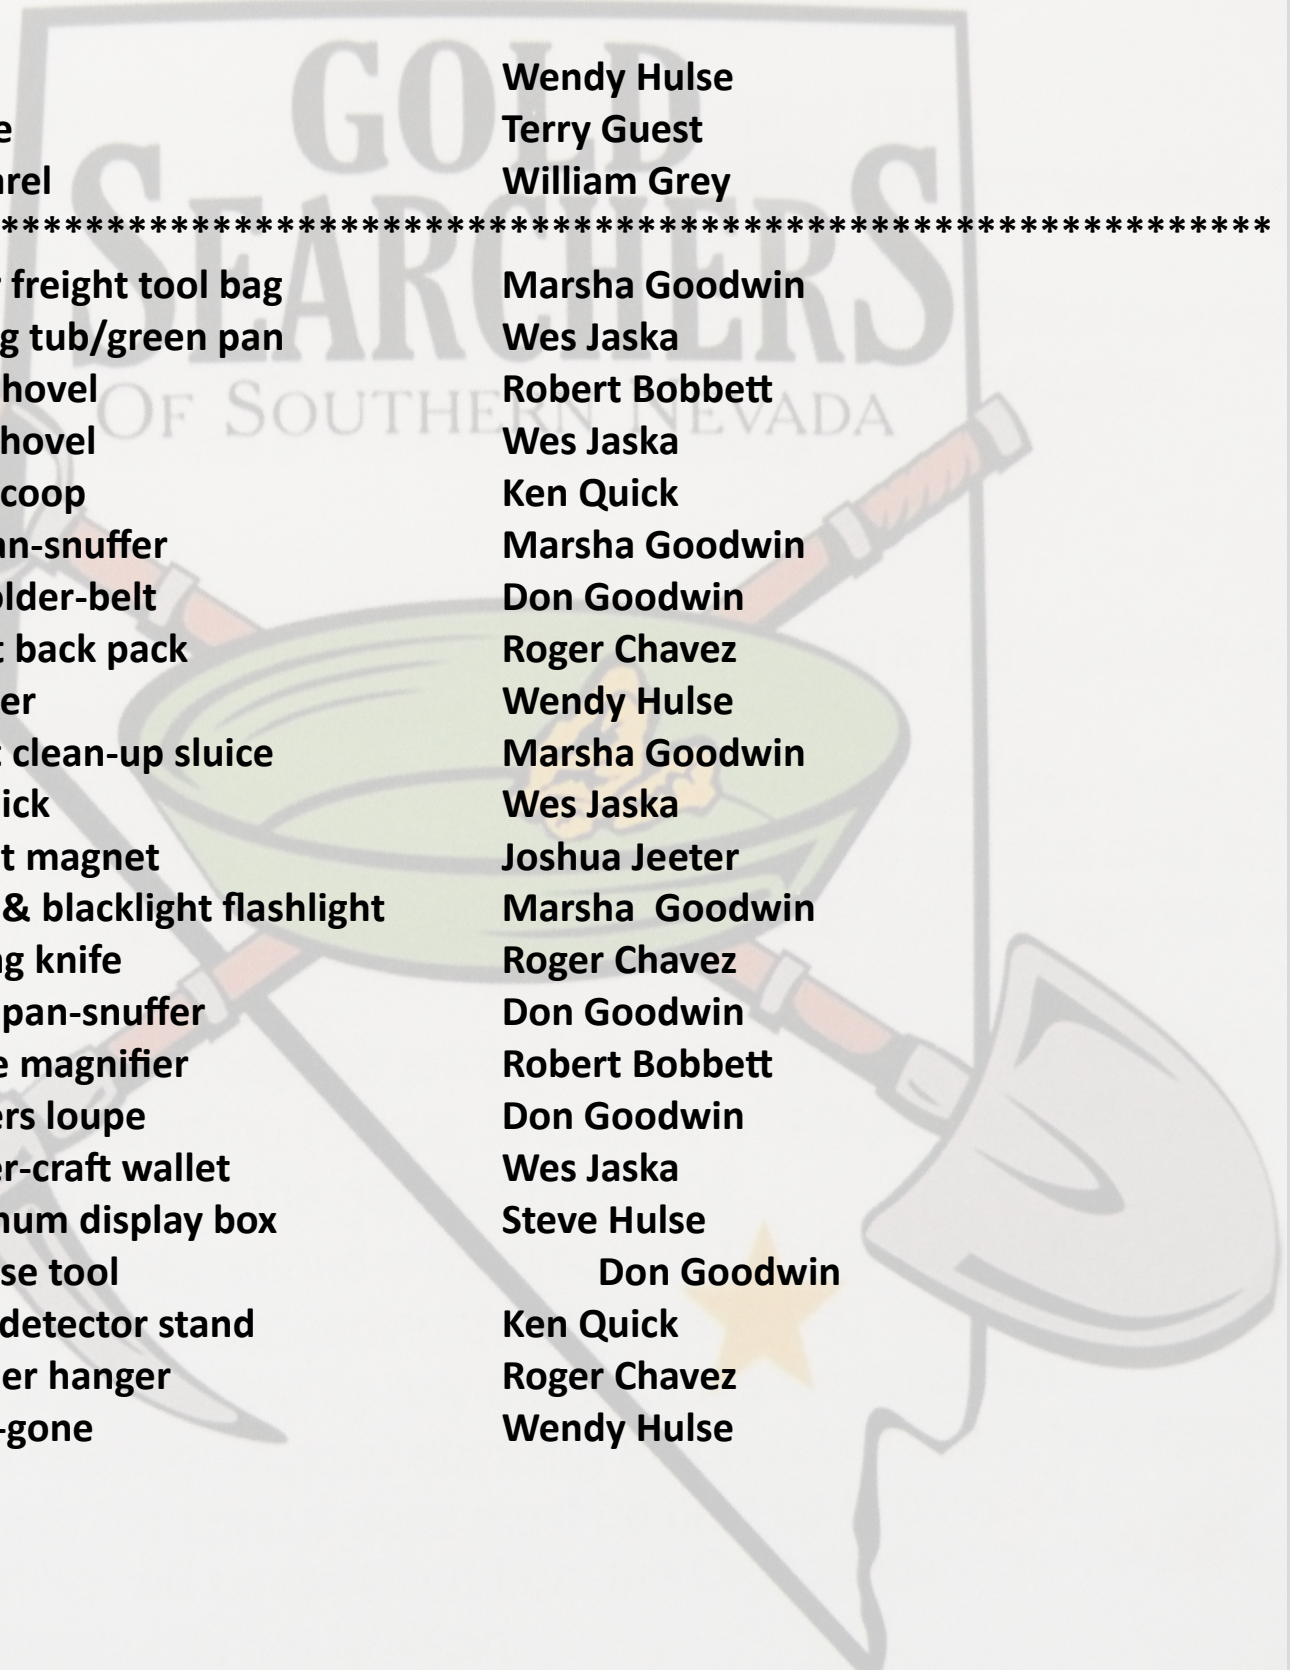 GOLD
SEARCHERS
OF SOUTHERN NEVADA
Wendy Hulse
e Terry Guest
rel William Grey
************************************************************
freight tool bag Marsha Goodwin
g tub/green pan Wes Jaska
hovel Robert Bobbett
hovel Wes Jaska
coop Ken Quick
an-snuffer Marsha Goodwin
older-belt Don Goodwin
t back pack Roger Chavez
er Wendy Hulse
t clean-up sluice Marsha Goodwin
ick Wes Jaska
t magnet Joshua Jeeter
& blacklight flashlight Marsha  Goodwin
ng knife Roger Chavez
pan-snuffer Don Goodwin
e magnifier Robert Bobbett
ers loupe Don Goodwin
er-craft wallet Wes Jaska
num display box Steve Hulse
se tool Don Goodwin
detector stand Ken Quick
er hanger Roger Chavez
-gone Wendy Hulse